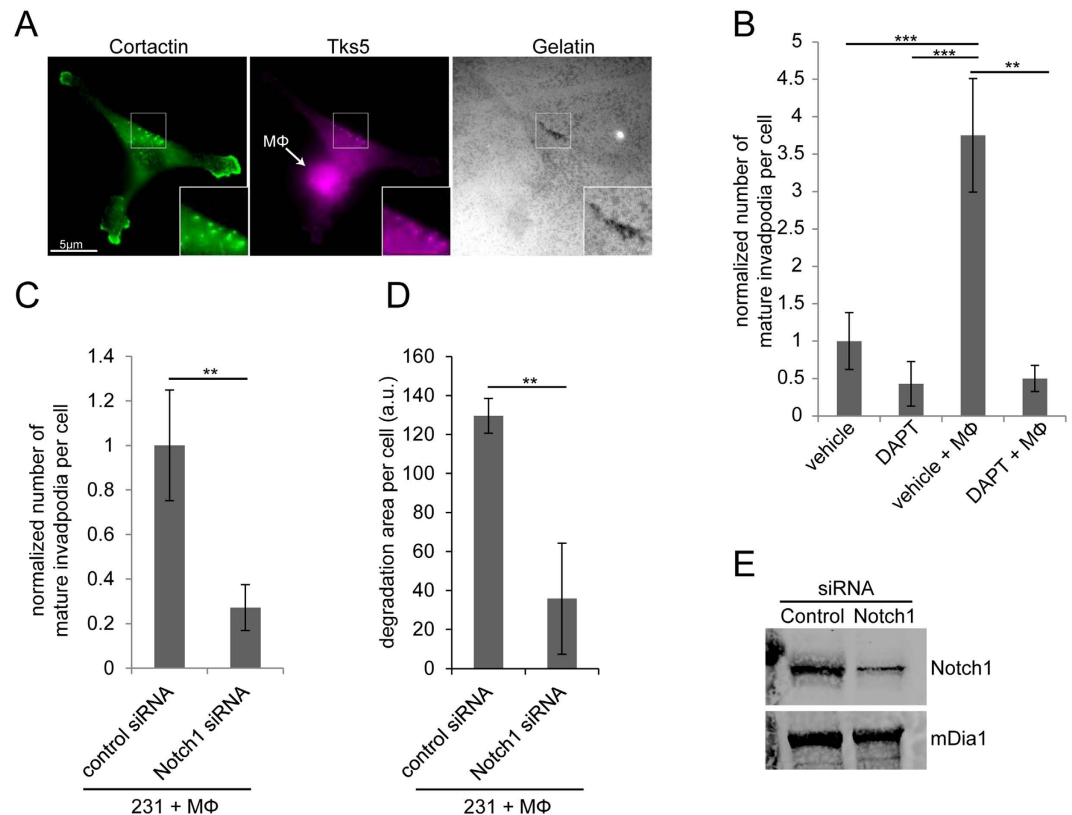 A
Cortactin
Tks5
Gelatin
MΦ
5μm
B
normalized number of
mature invadpodia per cell
5
4.5
4
3.5
3
2.5
2
1.5
1
0.5
0
***
***
**
vehicle
DAPT
vehicle + MΦ
DAPT + MΦ
C
normalized number of
mature invadpodia per cell
1.4
1.2
1
0.8
0.6
0.4
0.2
0
**
control siRNA
Notch1 siRNA
231 + MΦ
D
degradation area per cell (a.u.)
160
140
120
100
80
60
40
20
0
**
control siRNA
Notch1 siRNA
231 + MΦ
E
siRNA
Control Notch1
Notch1
mDia1